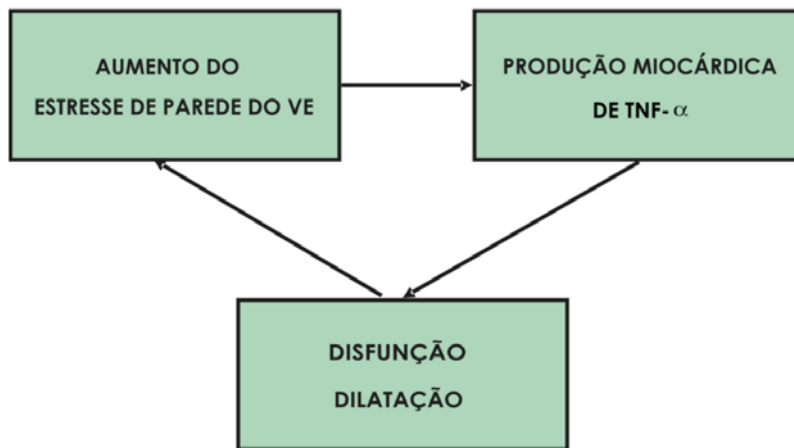 AUMENTO DO
ESTRESSE DE PAREDE DO VE
PRODUÇÃO MIOCÁRDICA
DE TNF- α
DISFUNÇÃO
DILATAÇÃO